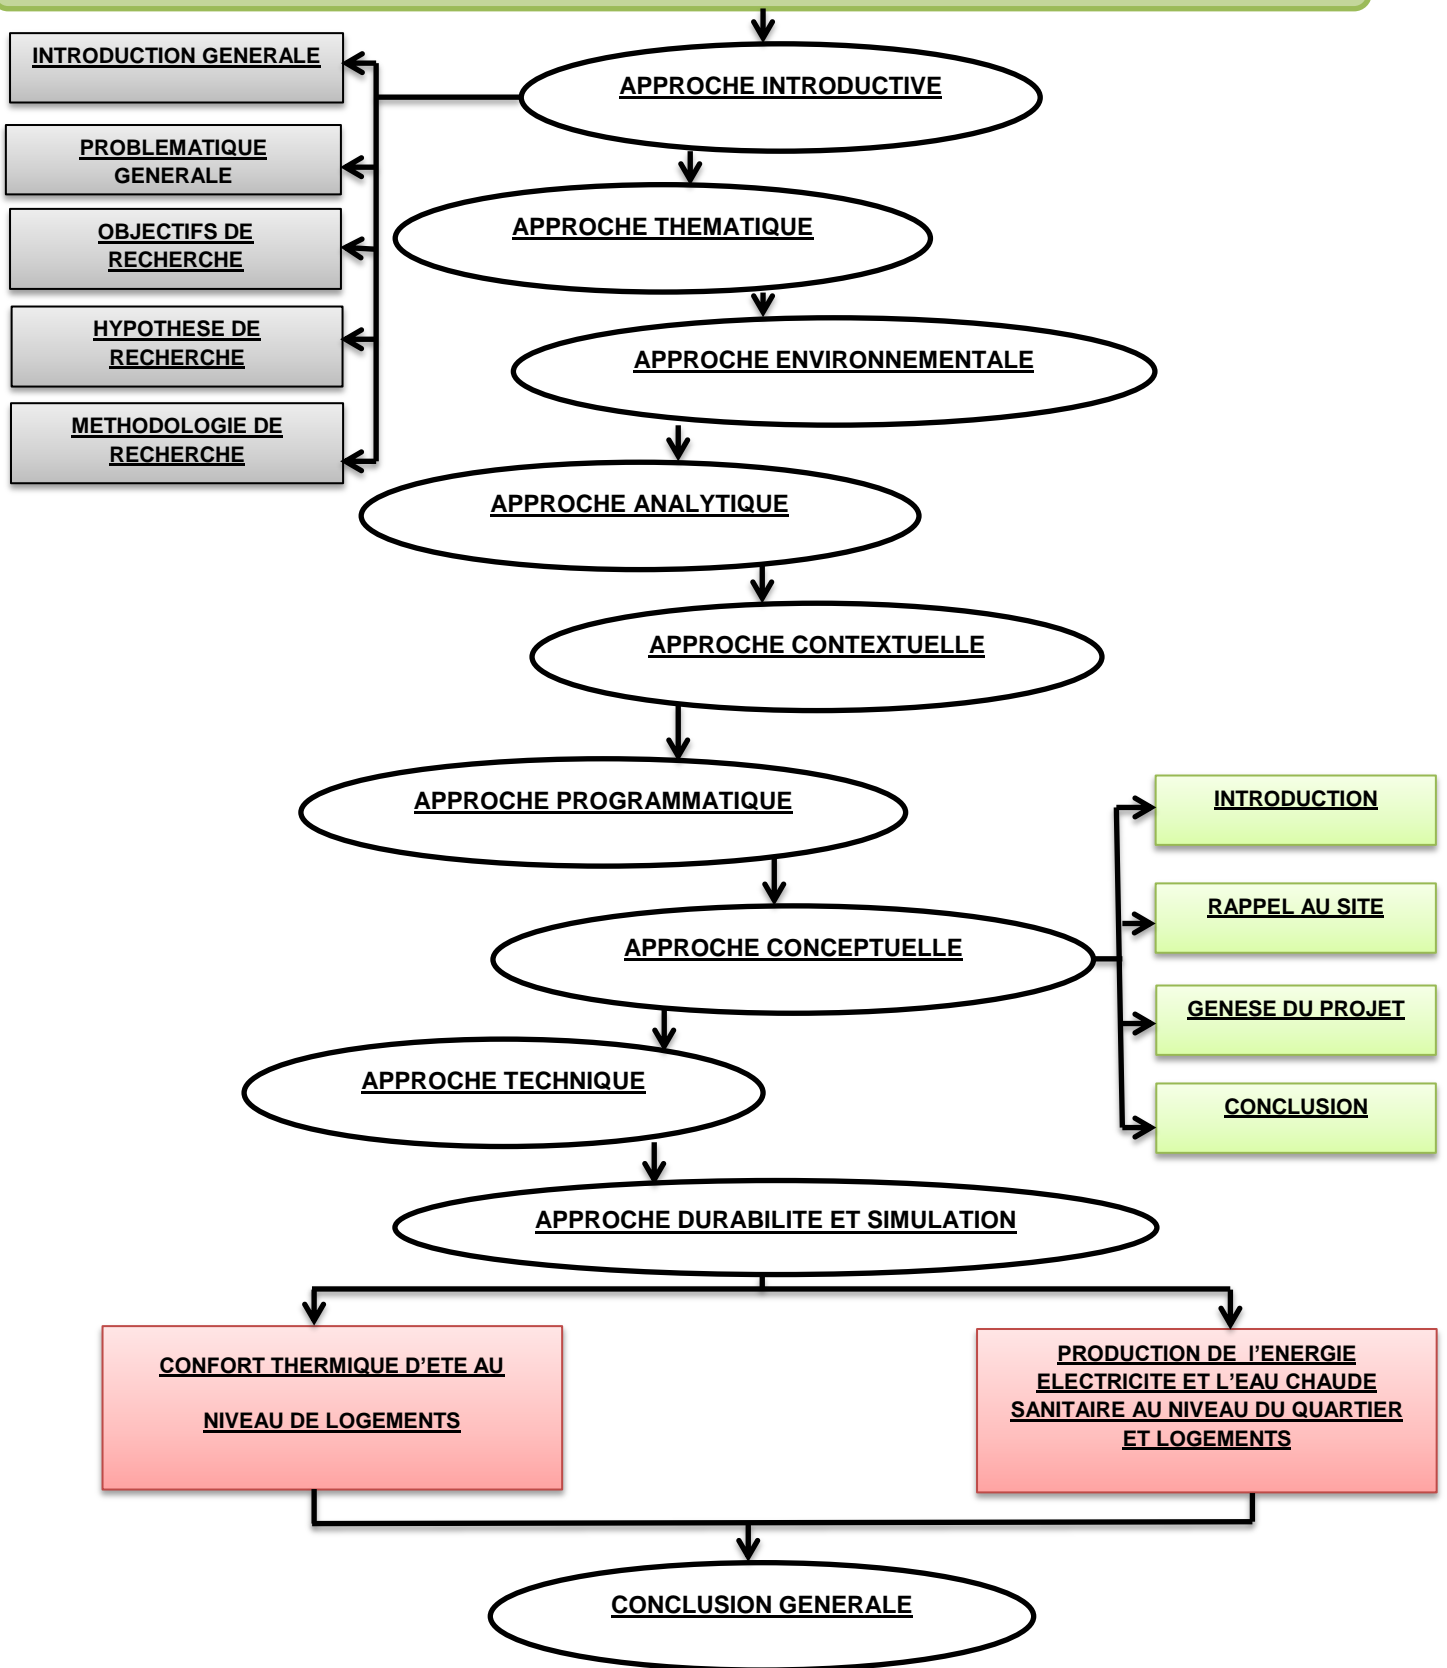 INTRODUCTION GENERALE
APPROCHE INTRODUCTIVE
PROBLEMATIQUE
GENERALE
OBJECTIFS DE
RECHERCHE
HYPOTHESE DE
RECHERCHE
METHODOLOGIE DE
RECHERCHE
APPROCHE THEMATIQUE
APPROCHE ENVIRONNEMENTALE
APPROCHE ANALYTIQUE
APPROCHE CONTEXTUELLE
APPROCHE PROGRAMMATIQUE
APPROCHE CONCEPTUELLE
INTRODUCTION
RAPPEL AU SITE
GENESE DU PROJET
CONCLUSION
APPROCHE TECHNIQUE
APPROCHE DURABILITE ET SIMULATION
CONFORT THERMIQUE D’ETE AU
NIVEAU DE LOGEMENTS
PRODUCTION DE l’ENERGIE
ELECTRICITE ET L’EAU CHAUDE
SANITAIRE AU NIVEAU DU QUARTIER
ET LOGEMENTS
CONCLUSION GENERALE